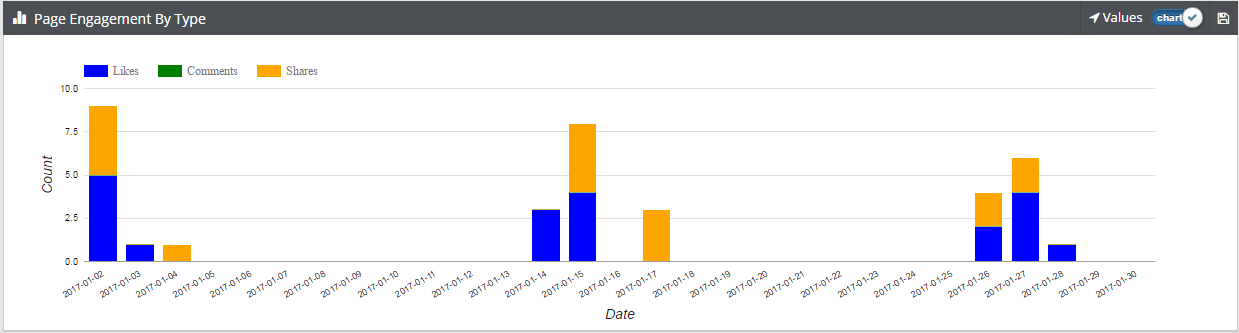 Page Engagement By Type Values chart
Likes Comments Shares
10.0
7.5
5.0
2.5
0.0
Count
2017-01-02 2017-01-03 2017-01-04 2017-01-05 2017-01-06 2017-01-07 2017-01-08 2017-01-09 2017-01-10 2017-01-11 2017-01-12 2017-01-13 2017-01-14 2017-01-15 2017-01-16 2017-01-17 2017-01-18 2017-01-19 2017-01-20 2017-01-21 2017-01-22 2017-01-23 2017-01-24 2017-01-25 2017-01-26 2017-01-27 2017-01-28 2017-01-29 2017-01-30
Date